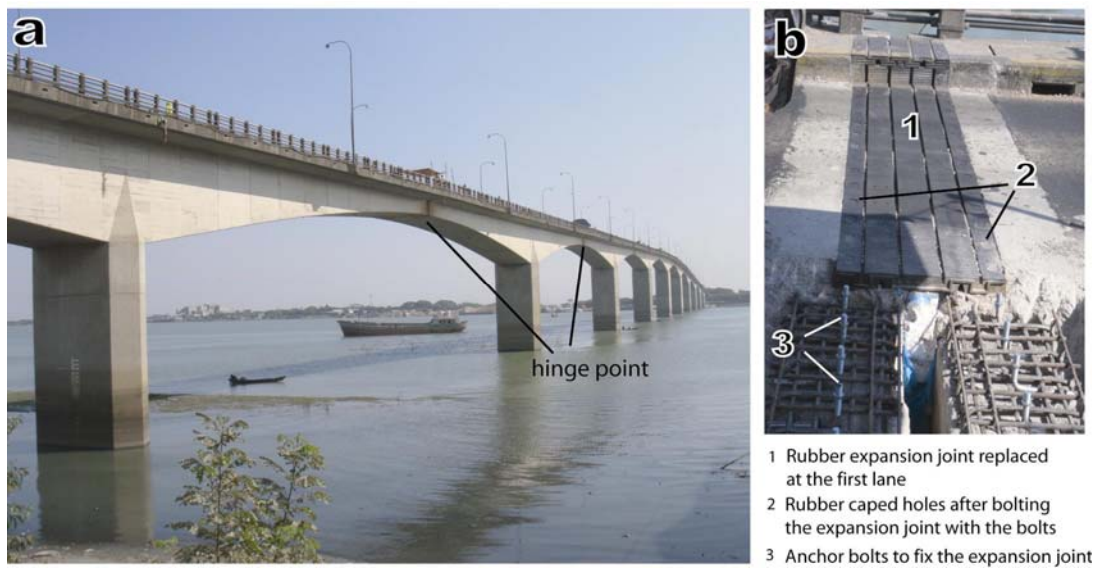 a
hinge point
b
1
2
3
1 Rubber expansion joint replaced
at the first lane
2 Rubber caped holes after bolting
the expansion joint with the bolts
3 Anchor bolts to fix the expansion joint